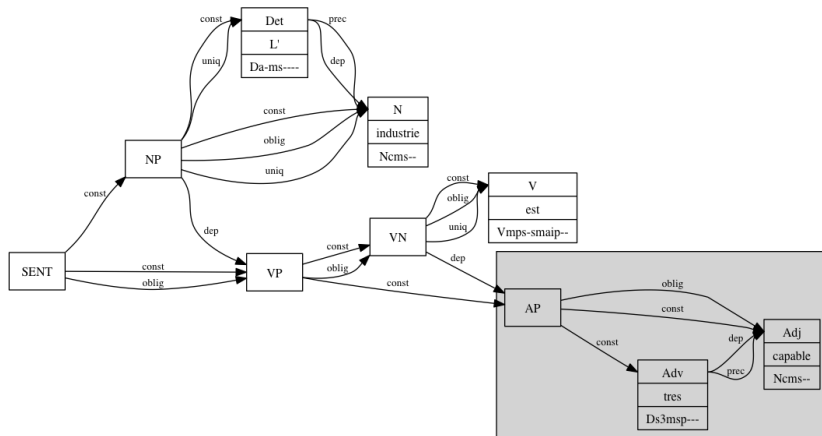 const
Det
prec
L'
uniq
Da-ms----
dep
const
N
oblig
industrie
NP
uniq
Ncms--
const
V
const
oblig
est
dep
VN
uniq
Vmps-smaip--
const
SENT
const
VP
oblig
dep
oblig
const
oblig
AP
const
Adj
const
dep
capable
Adv
prec
Ncms--
tres
Ds3msp---